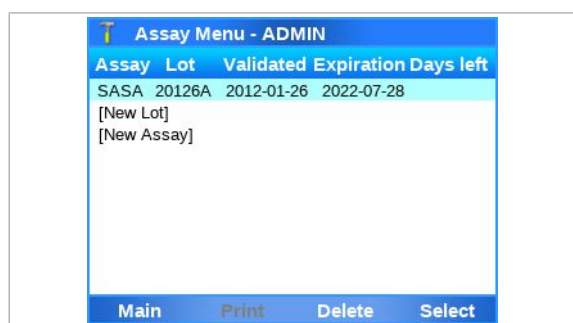 Assay Menu - ADMIN
Assay Lot Validated Expiration Days left
SASA 20126A 2012-01-26 2022-07-28
[New Lot]
[New Assay]
Main Print Delete Select